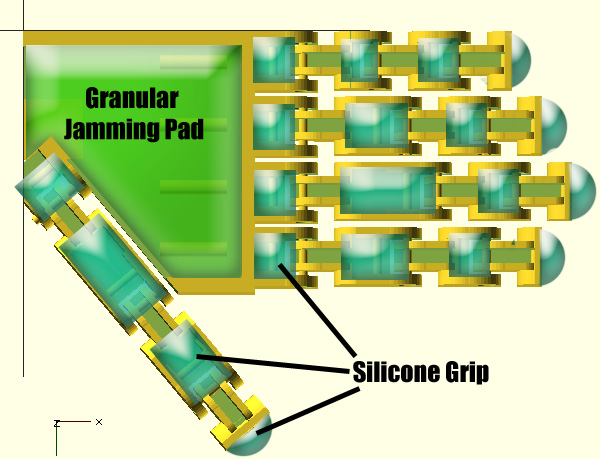 Granular
Jamming Pad
Silicone Grip
z
x